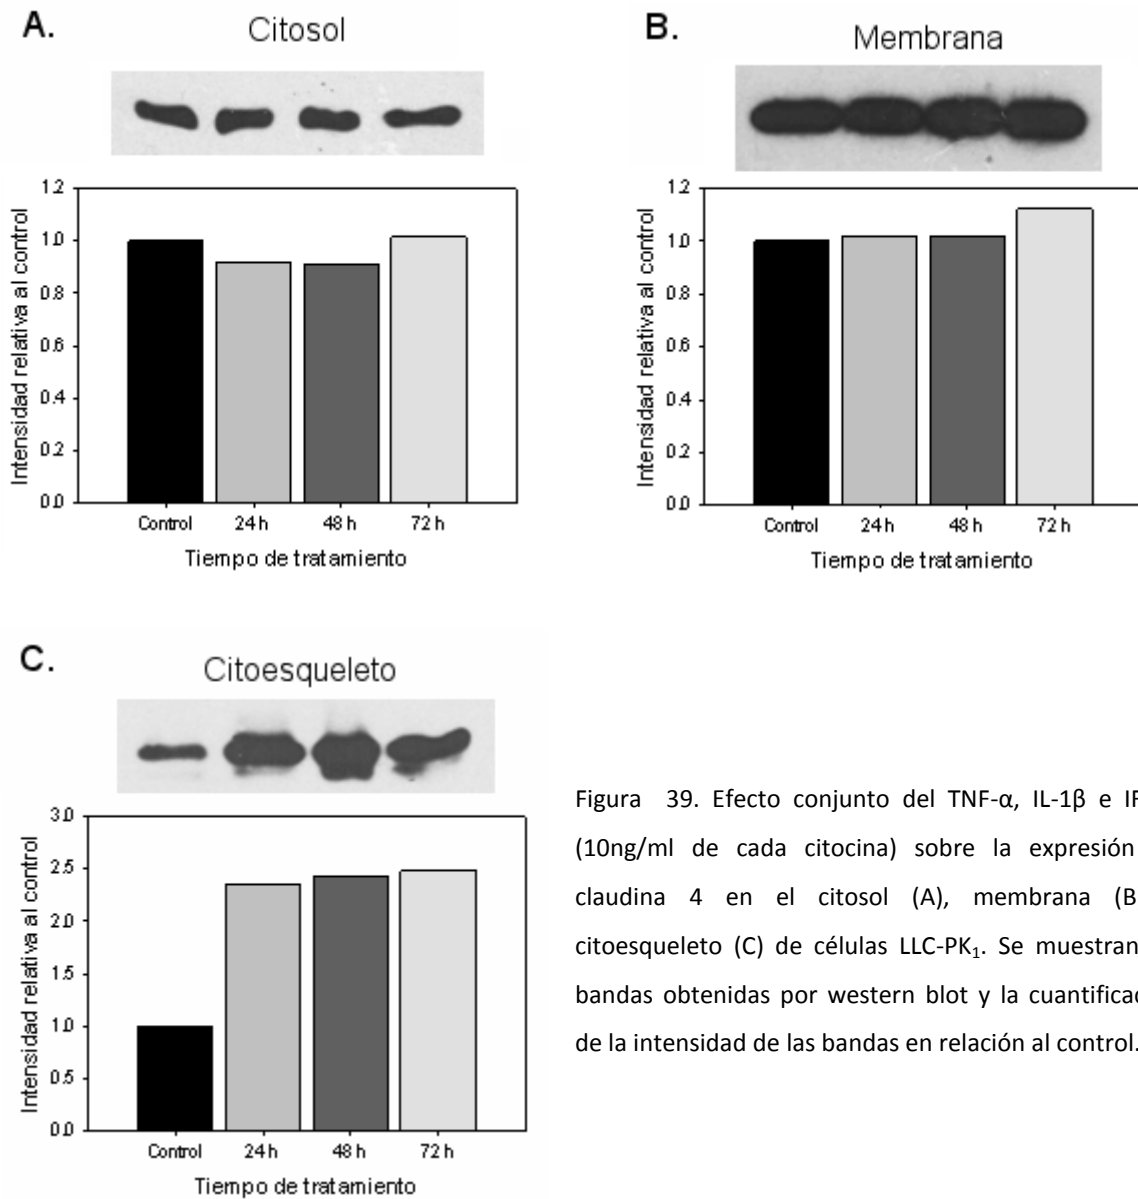 A.
Citosol
Intensidad relativa al control
1.2
1.0
0.8
0.6
0.4
0.2
0.0
Control 24 h 48 h 72 h
Tiempo de tratamiento
B.
Membrana
Intensidad relativa al control
1.2
1.0
0.8
0.6
0.4
0.2
0.0
Control 24 h 48 h 72 h
Tiempo de tratamiento
C.
Citoesqueleto
Intensidad relativa al control
3.0
2.5
2.0
1.5
1.0
0.5
0.0
Control 24 h 48 h 72 h
Tiempo de tratamiento
Figura 39. Efecto conjunto del TNF-α, IL-1β e
(10ng/ml de cada citocina) sobre la expresión
claudina 4 en el citosol (A), membrana (B
citoesqueleto (C) de células LLC-PK₁. Se muestran
bandas obtenidas por western blot y la
de la intensidad de las bandas en relación al control.